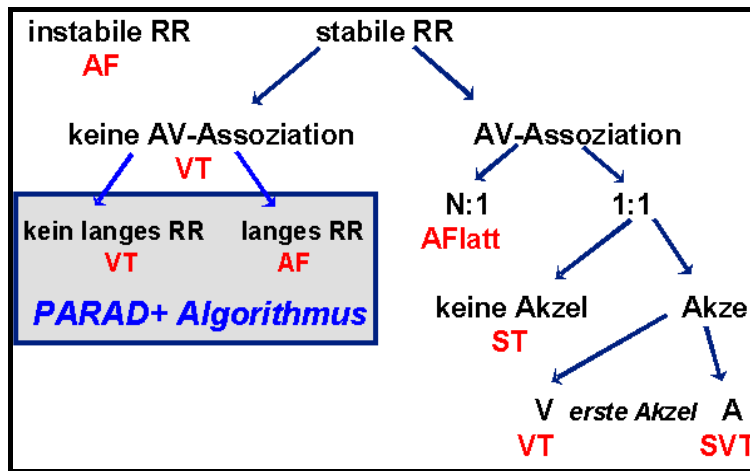 instabile RR
AF
stabile RR
keine AV-Assoziation
VT
AV-Assoziation
kein langes RR
VT
langes RR
AF
PARAD+ Algorithmus
N:1
AFlatt
1:1
keine Akzel
ST
Akze
V erste Akzel A
VT
SVT